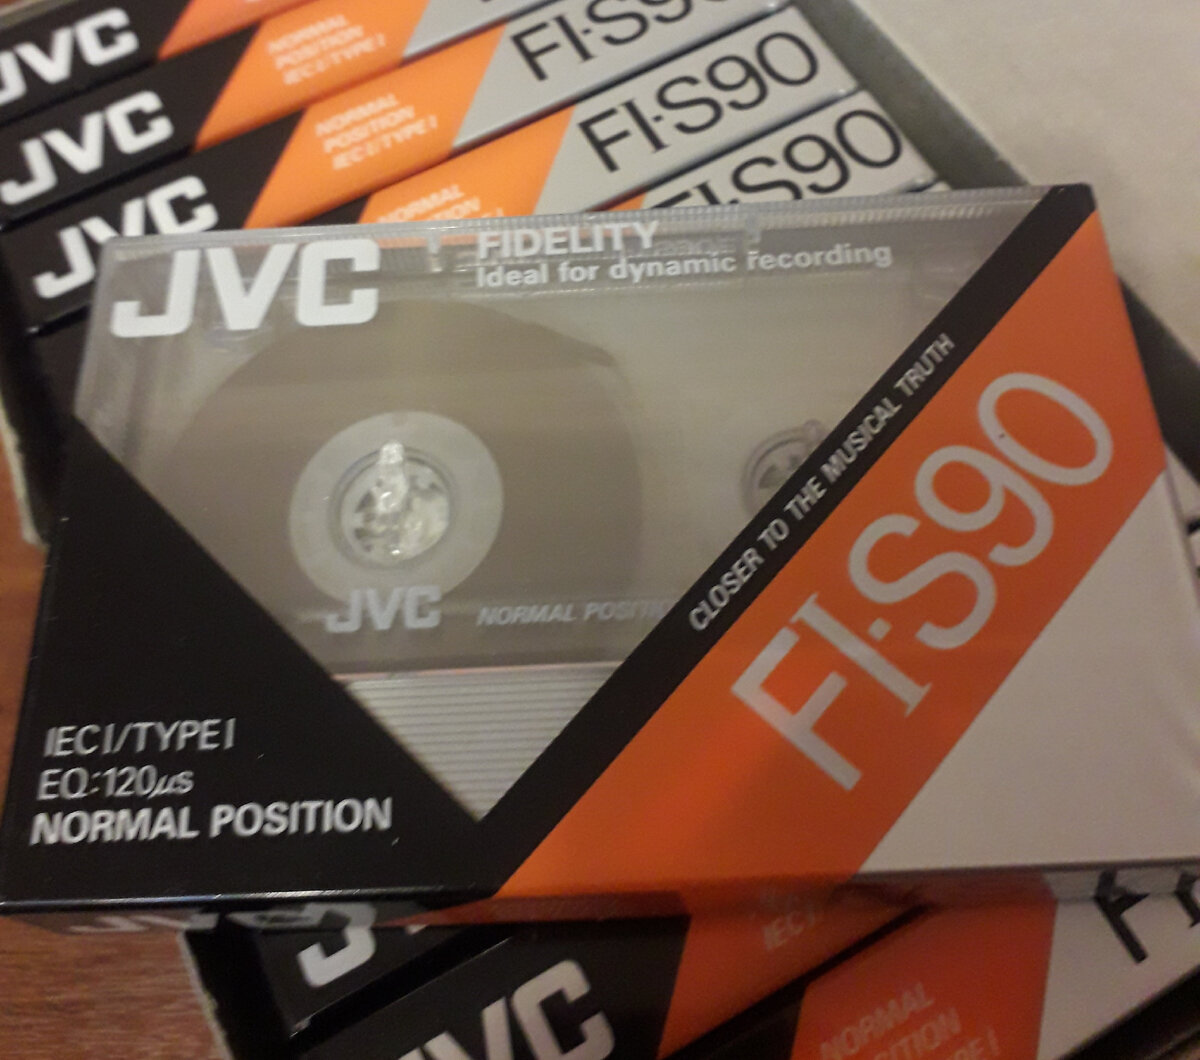 JVC
NORMAL
POSITION
IEC I/TYPE I
FI-S90
JVC
NORMAL
POSITION
IEC I/TYPE I
FI-S90
JVC
NORMAL
FI-S90
JVC
FIDELITY
Ideal for dynamic recording
CLOSER TO THE MUSICAL TRUTH
FI-S90
JVC
NORMAL POSITI
IEC I/TYPE I
EQ:120µs
NORMAL POSITION
JVC
NORMAL